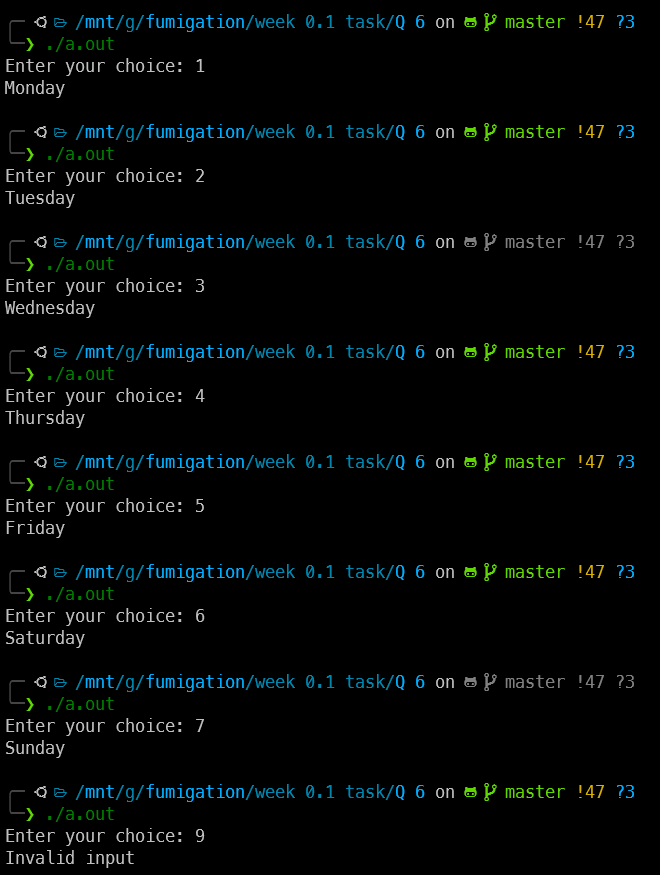 /mnt/g/fumigation/week 0.1 task/Q 6 on master !47 ?3
❯ ./a.out
Enter your choice: 1
Monday
/mnt/g/fumigation/week 0.1 task/Q 6 on master !47 ?3
❯ ./a.out
Enter your choice: 2
Tuesday
/mnt/g/fumigation/week 0.1 task/Q 6 on master !47 ?3
❯ ./a.out
Enter your choice: 3
Wednesday
/mnt/g/fumigation/week 0.1 task/Q 6 on master !47 ?3
❯ ./a.out
Enter your choice: 4
Thursday
/mnt/g/fumigation/week 0.1 task/Q 6 on master !47 ?3
❯ ./a.out
Enter your choice: 5
Friday
/mnt/g/fumigation/week 0.1 task/Q 6 on master !47 ?3
❯ ./a.out
Enter your choice: 6
Saturday
/mnt/g/fumigation/week 0.1 task/Q 6 on master !47 ?3
❯ ./a.out
Enter your choice: 7
Sunday
/mnt/g/fumigation/week 0.1 task/Q 6 on master !47 ?3
❯ ./a.out
Enter your choice: 9
Invalid input